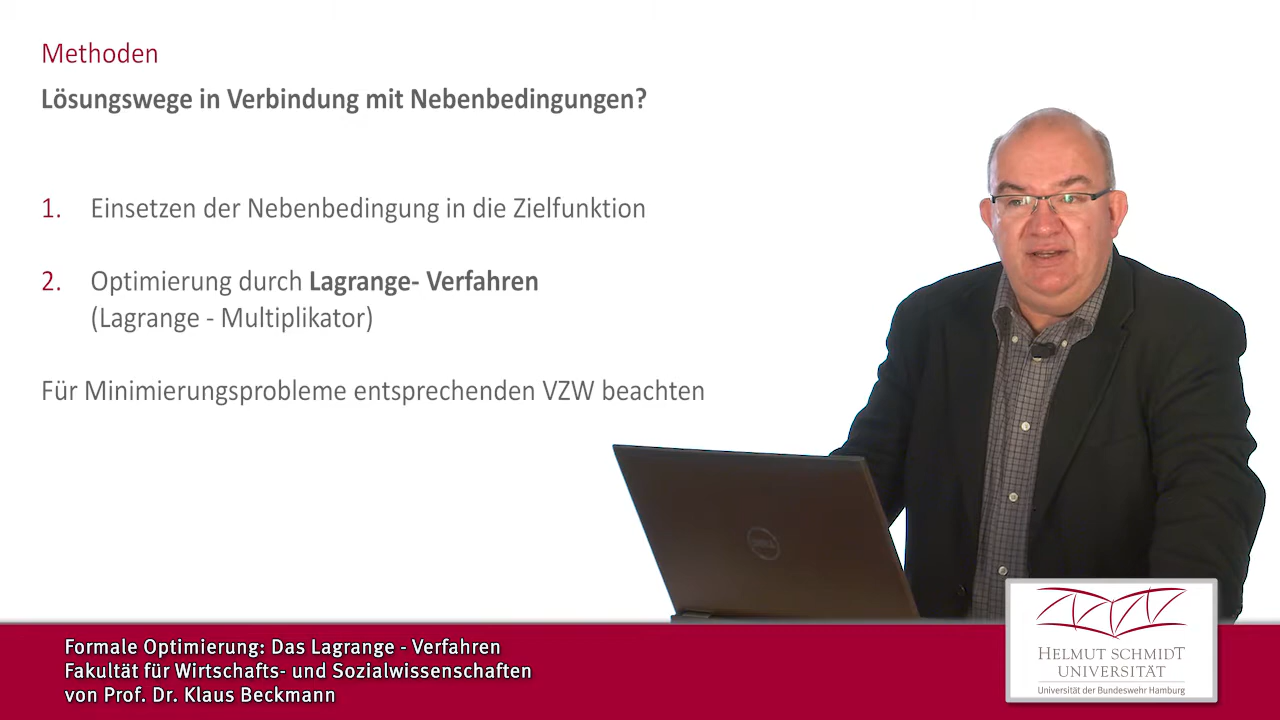 Methoden
Lösungswege in Verbindung mit Nebenbedingungen?
1. Einsetzen der Nebenbedingung in die Zielfunktion
2. Optimierung durch Lagrange- Verfahren
(Lagrange - Multiplikator)
Für Minimierungsprobleme entsprechenden VZW beachten
DELL
Formale Optimierung: Das Lagrange - Verfahren
Fakultät für Wirtschafts- und Sozialwissenschaften
von Prof. Dr. Klaus Beckmann
HELMUT SCHMIDT
UNIVERSITÄT
Universität der Bundeswehr Hamburg